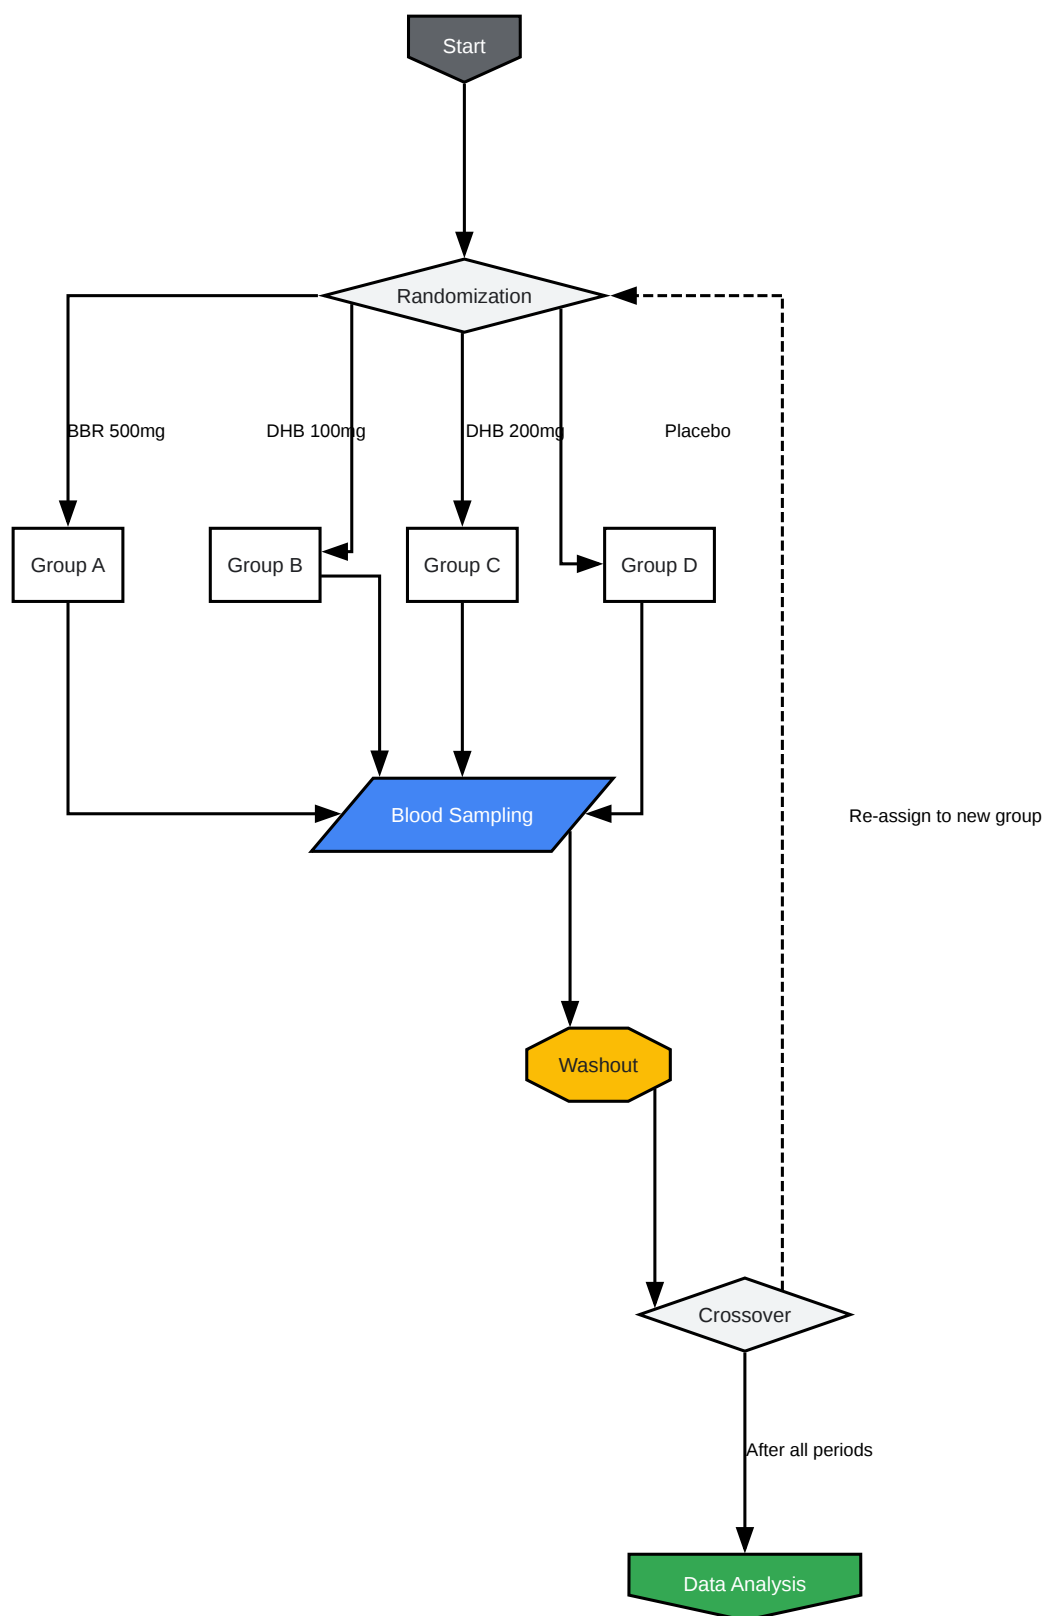 Start
Randomization
BBR 500mg
DHB 100mg
DHB 200mg
Placebo
Group A
Group B
Group C
Group D
Blood Sampling
Re-assign to new group
Washout
Crossover
After all periods
Data Analysis